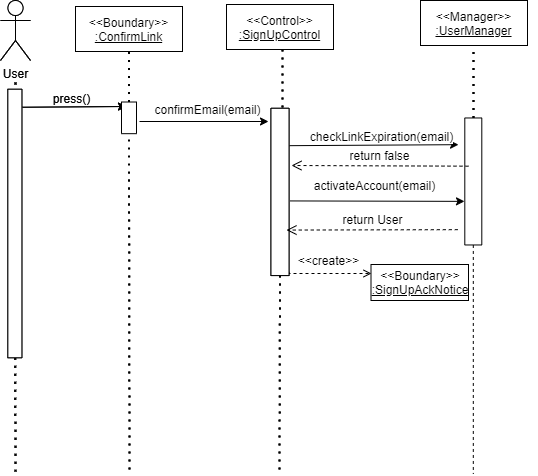 <<Boundary>>
:ConfirmLink
<<Control>>
:SignUpControl
<<Manager>>
:UserManager
User
press()
confirmEmail(email)
checkLinkExpiration(email)
return false
activateAccount(email)
return User
<<create>>
<<Boundary>>
:SignUpAckNotice